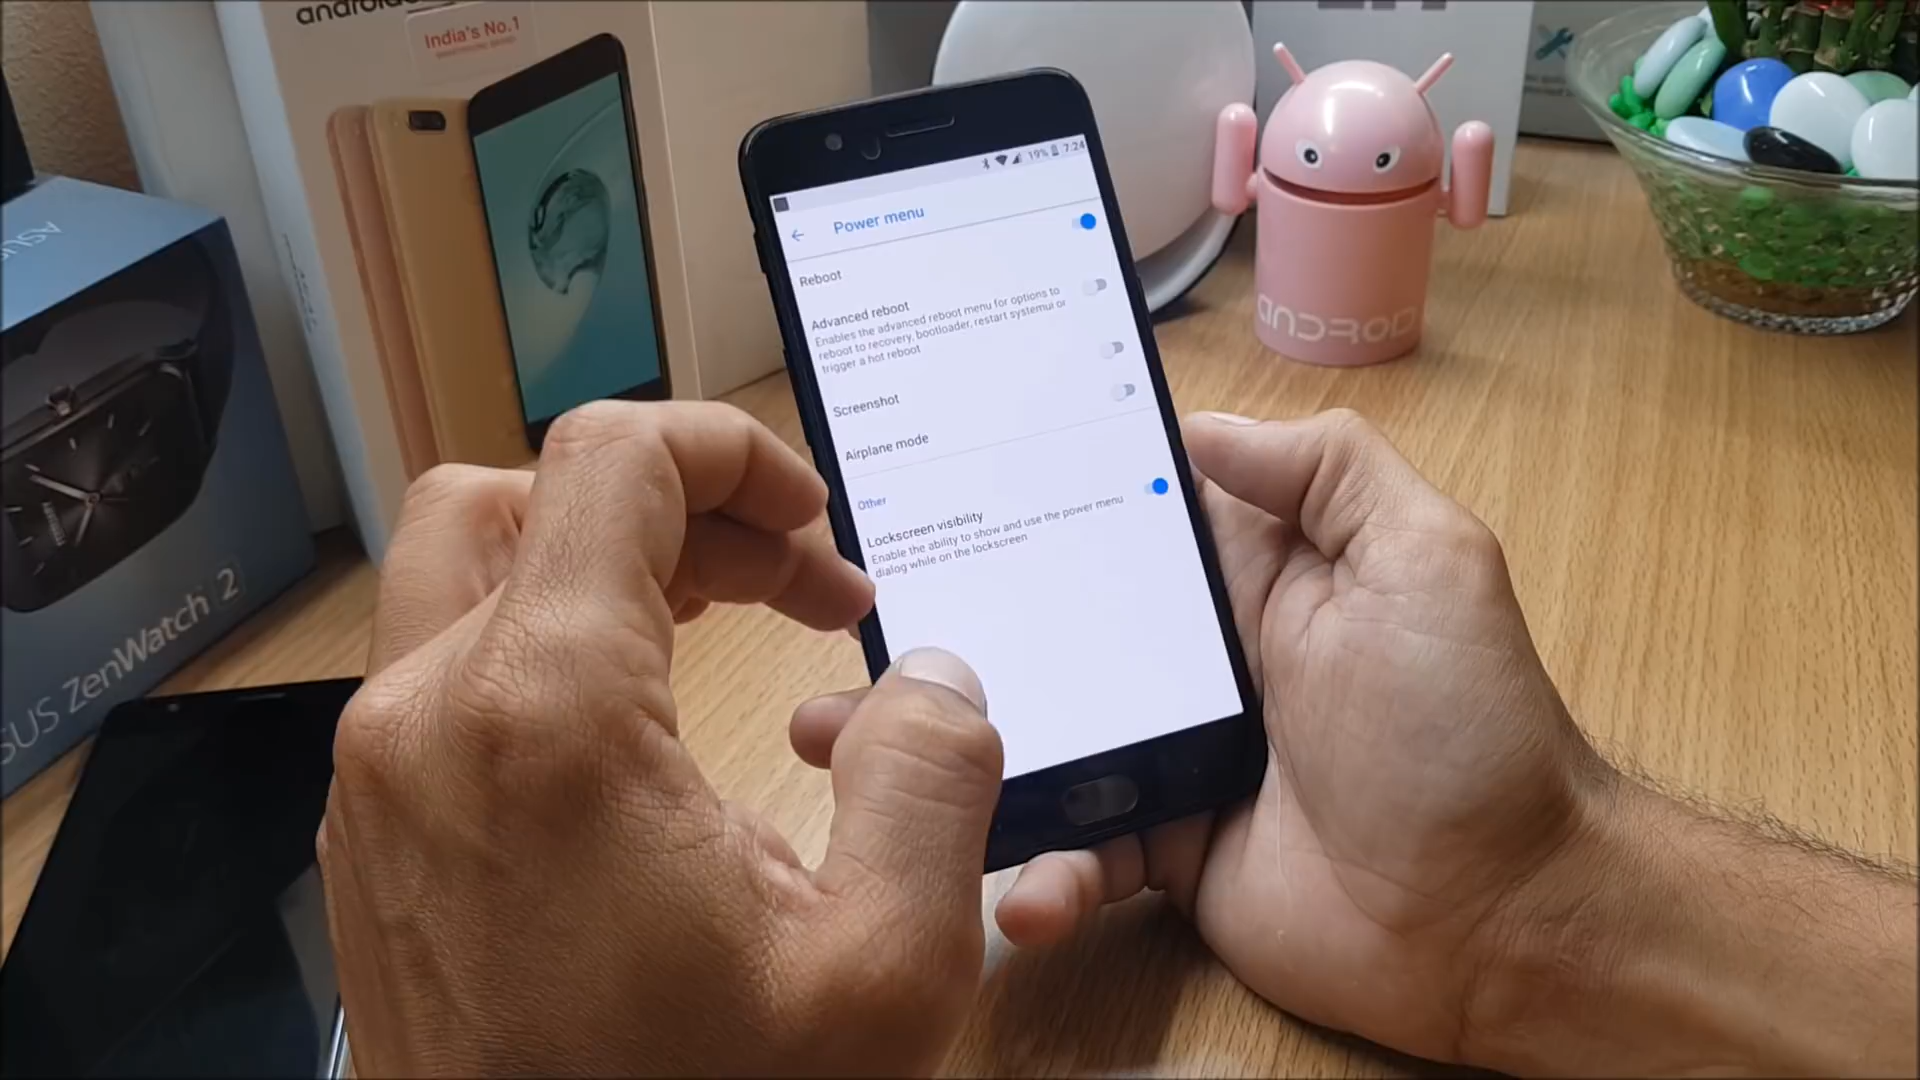 India's No.1
19% 7:24
Power menu
Reboot
Advanced reboot
Enables the advanced reboot menu for options to
reboot to recovery, bootloader, restart systemui or
trigger a hot reboot
Screenshot
Airplane mode
Other
Lockscreen visibility
Enable the ability to show and use the power menu
dialog while on the lockscreen
ANDROID
ASUS
ASUS ZenWatch 2